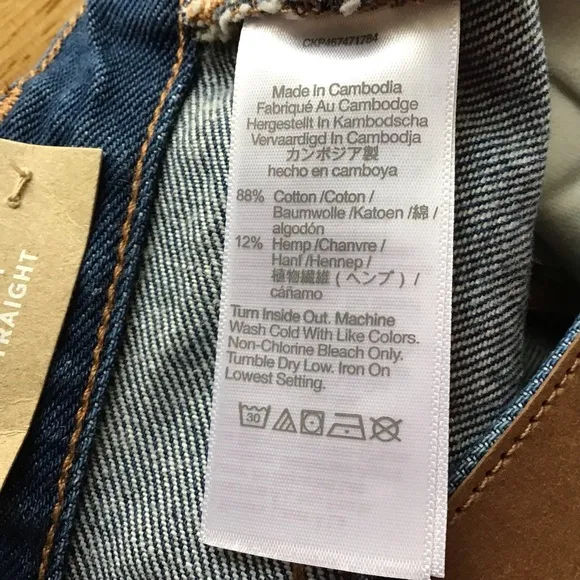 CKR467471784
Made In Cambodia
Fabriqué Au Cambodge
Hergestellt In Kambodscha
Vervaardigd In Cambodja
カンボジア製
hecho en camboya
88% Cotton /Coton /
Baumwolle /Katoen /綿 /
algodón
12% Hemp /Chanvre /
Hanf /Hennep /
植物繊維 ( ヘンプ ) /
cáñamo
Turn Inside Out. Machine
Wash Cold With Like Colors.
Non-Chlorine Bleach Only.
Tumble Dry Low. Iron On
Lowest Setting.
30